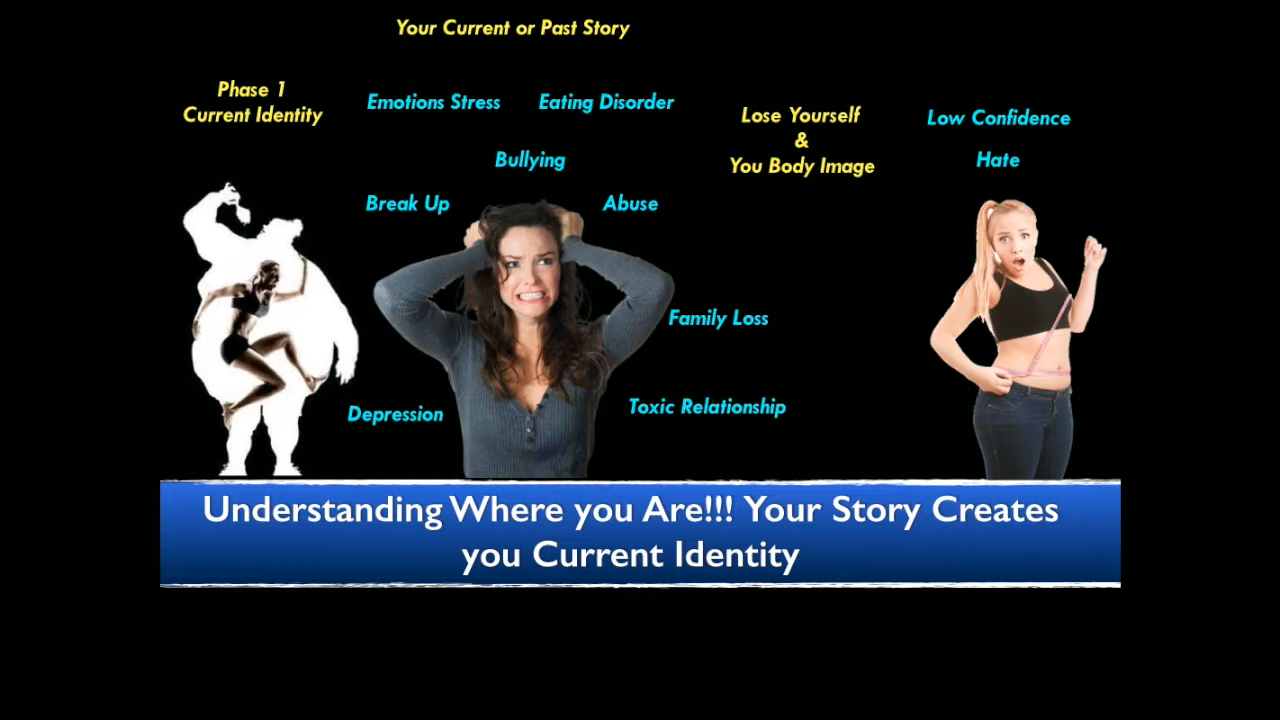 Your Current or Past Story
Phase 1
Current Identity
Emotions Stress
Eating Disorder
Lose Yourself
&
You Body Image
Low Confidence
Bullying
Hate
Break Up
Abuse
Family Loss
Depression
Toxic Relationship
Understanding Where you Are!!! Your Story Creates
you Current Identity